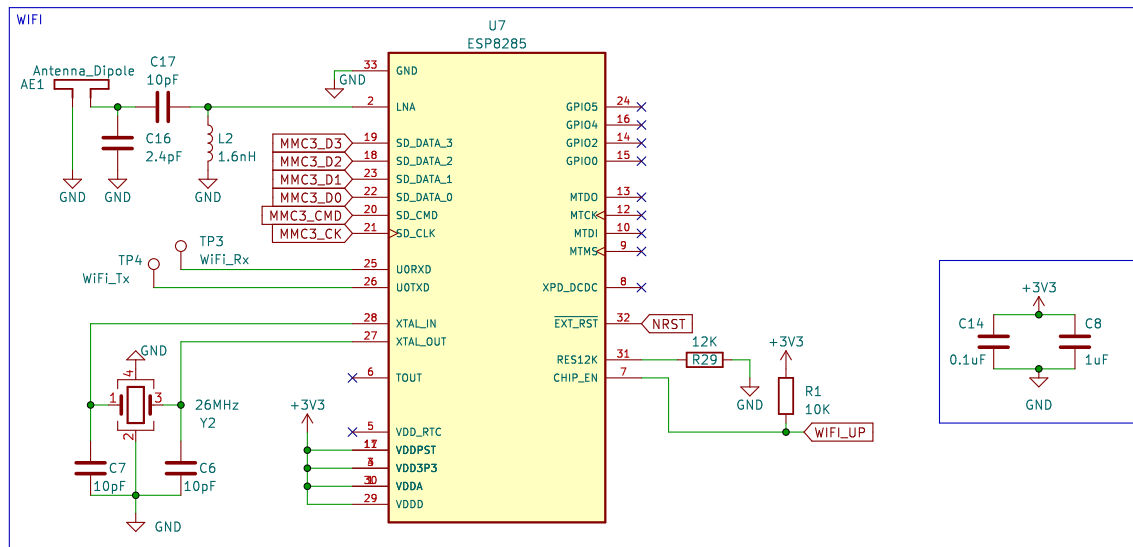 WIFI
U7
ESP8285
Antenna_Dipole
AE1
C17
10pF
C16
2.4pF
L2
1.6nH
GND
GND
GND
GND
33 GND
2 LNA
19 SD_DATA_3
18 SD_DATA_2
23 SD_DATA_1
22 SD_DATA_0
20 SD_CMD
21 SD_CLK
MMC3_D3
MMC3_D2
MMC3_D1
MMC3_D0
MMC3_CMD
MMC3_CK
TP3
WiFi_Rx
TP4
WiFi_Tx
25 U0RXD
26 U0TXD
28 XTAL_IN
27 XTAL_OUT
6 TOUT
5 VDD_RTC
VDDPST
VDD3P3
VDDA
29 VDDD
GND
4
1
3
2
26MHz
Y2
C7
10pF
C6
10pF
GND
+3V3
GPIO5 24
GPIO4 16
GPIO2 14
GPIO0 15
MTDO 13
MTCK 12
MTDI 10
MTMS 9
XPD_DCDC 8
EXT_RST 32
NRST
RES12K 31
CHIP_EN 7
12K
R29
GND
+3V3
R1
10K
WIFI_UP
+3V3
C14
0.1uF
C8
1uF
GND